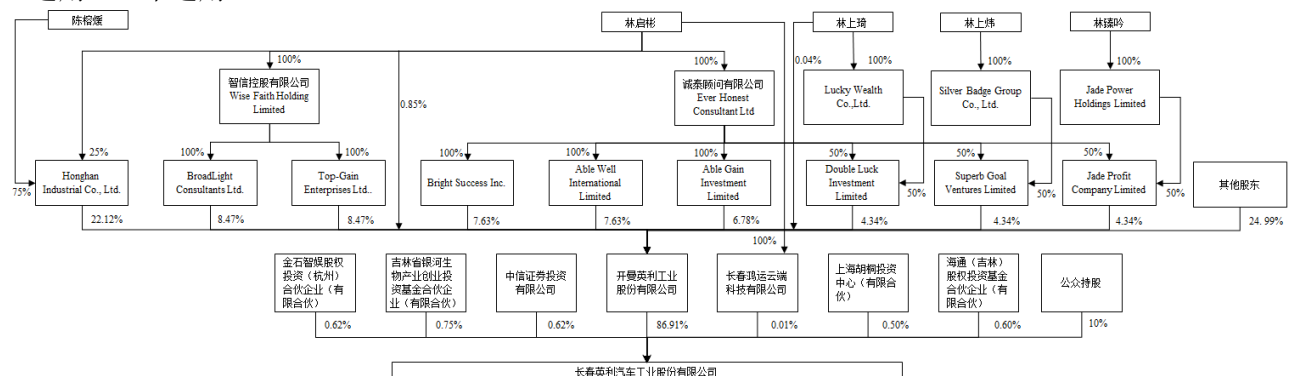 陈榕煖
林启彬
林上琦
林上炜
林臻吟
100%
100%
0.04%
100%
100%
100%
智信控股有限公司
Wise Faith Holding
Limited
诚泰顾问有限公司
Ever Honest
Consultant Ltd
Lucky Wealth
Co.,Ltd.
Silver Badge Group
Co., Ltd.
Jade Power
Holdings Limited
0.85%
25%
100%
100%
100%
100%
100%
50%
50%
50%
75%
Honghan
Industrial Co., Ltd.
BroadLight
Consultants Ltd.
Top-Gain
Enterprises Ltd..
Bright Success Inc.
Able Well
International
Limited
Able Gain
Investment
Limited
Double Luck
Investment
Limited
50%
Superb Goal
Ventures Limited
50%
Jade Profit
Company Limited
50%
其他股东
22.12%
8.47%
8.47%
7.63%
7.63%
6.78%
4.34%
4.34%
4.34%
24.99%
100%
金石智娱股权
投资（杭州）
合伙企业（有
限合伙）
吉林省银河生
物产业创业投
资基金合伙企
业（有限合伙）
中信证券投资
有限公司
开曼英利工业
股份有限公司
长春鸿运云端
科技有限公司
上海胡桐投资
中心（有限合
伙）
海通（吉林）
股权投资基金
合伙企业（有
限合伙）
公众持股
0.62%
0.75%
0.62%
86.91%
0.01%
0.50%
0.60%
10%
长春英利汽车工业股份有限公司